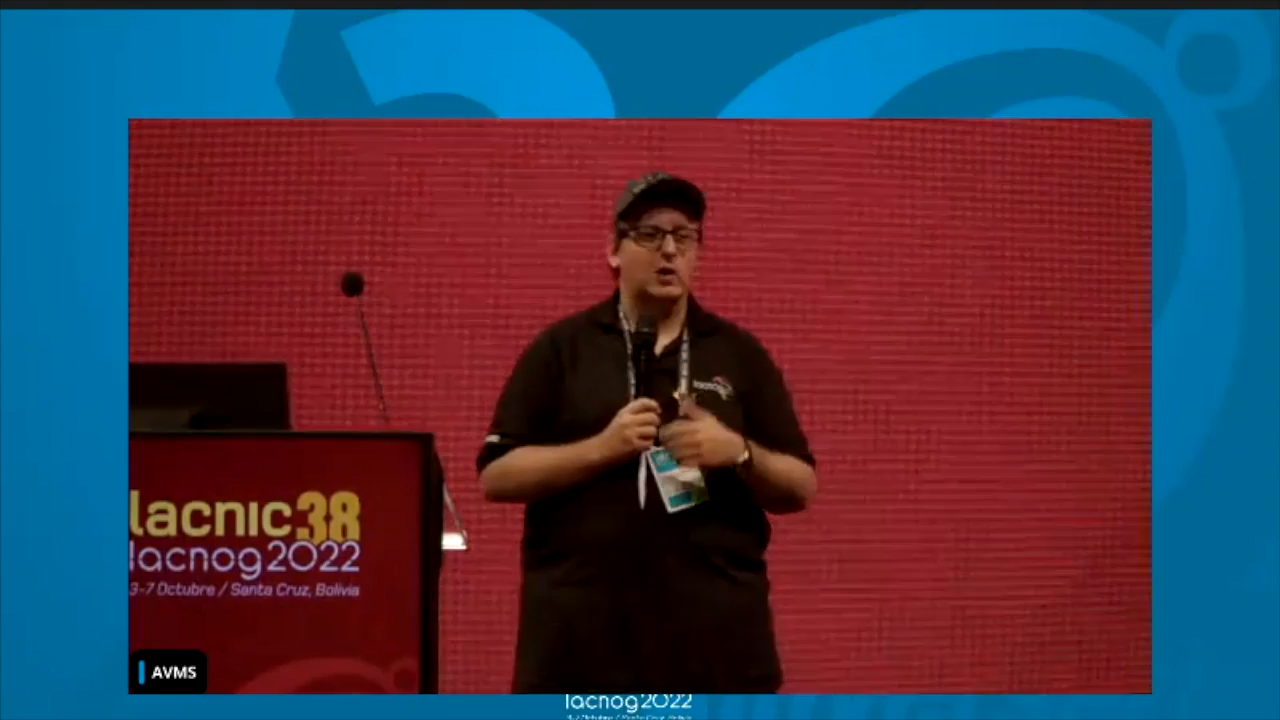 lacnic38
lacnog2022
3-7 Octubre / Santa Cruz, Bolivia
AVMS
lacnog2022